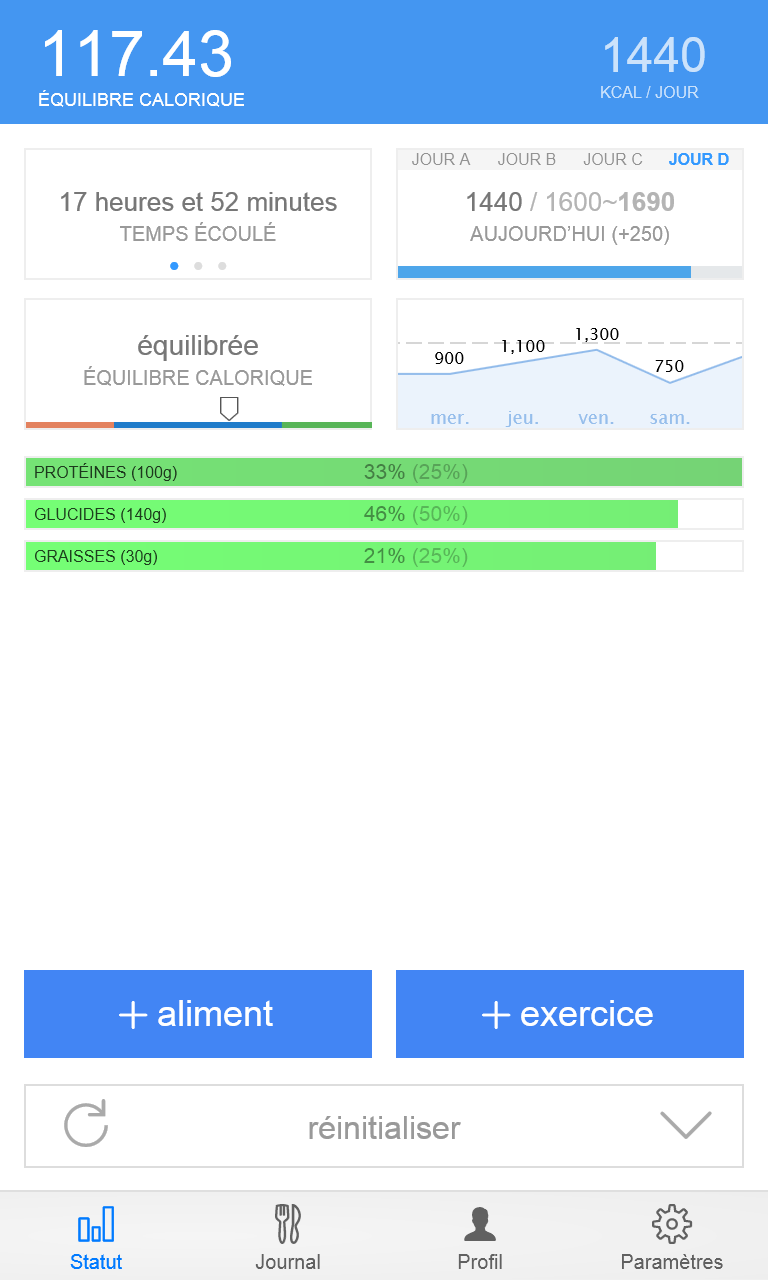 117.43
ÉQUILIBRE CALORIQUE
1440
KCAL / JOUR
17 heures et 52 minutes
TEMPS ÉCOULÉ
JOUR A JOUR B JOUR C JOUR D
1440 / 1600~1690
AUJOURD'HUI (+250)
équilibrée
ÉQUILIBRE CALORIQUE
900 1,100 1,300 750
mer. jeu. ven. sam.
PROTÉINES (100g) 33% (25%)
GLUCIDES (140g) 46% (50%)
GRAISSES (30g) 21% (25%)
+ aliment
+ exercice
réinitialiser
Statut Journal Profil Paramètres